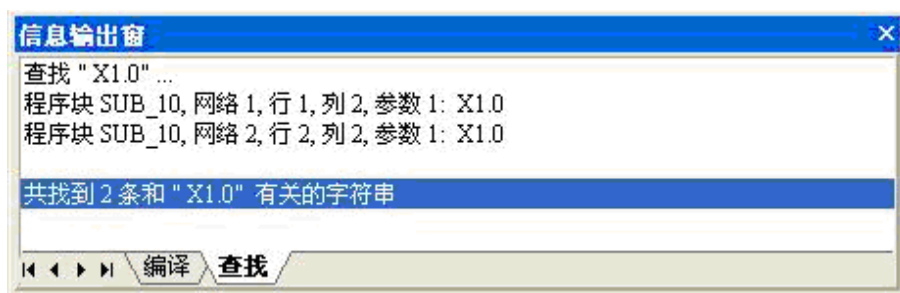 信息输出窗
查找 " X1.0" ...
程序块 SUB_10, 网络 1, 行 1, 列 2, 参数 1: X1.0
程序块 SUB_10, 网络 2, 行 2, 列 2, 参数 1: X1.0
共找到 2 条和 " X1.0" 有关的字符串
编译 查找